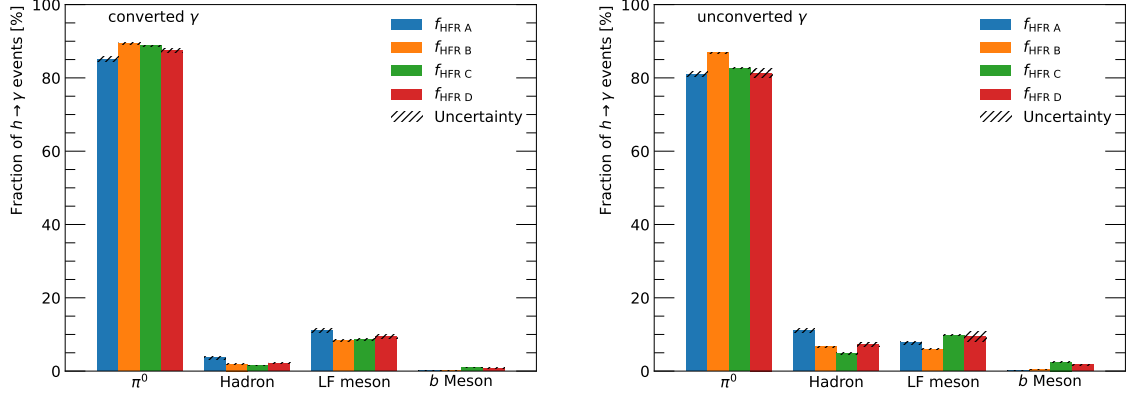 Fraction of h→γ events [%]
100
80
60
40
20
0
converted γ
f_HFR A
f_HFR B
f_HFR C
f_HFR D
Uncertainty
π⁰ Hadron LF meson b Meson
Fraction of h→γ events [%]
100
80
60
40
20
0
unconverted γ
f_HFR A
f_HFR B
f_HFR C
f_HFR D
Uncertainty
π⁰ Hadron LF meson b Meson